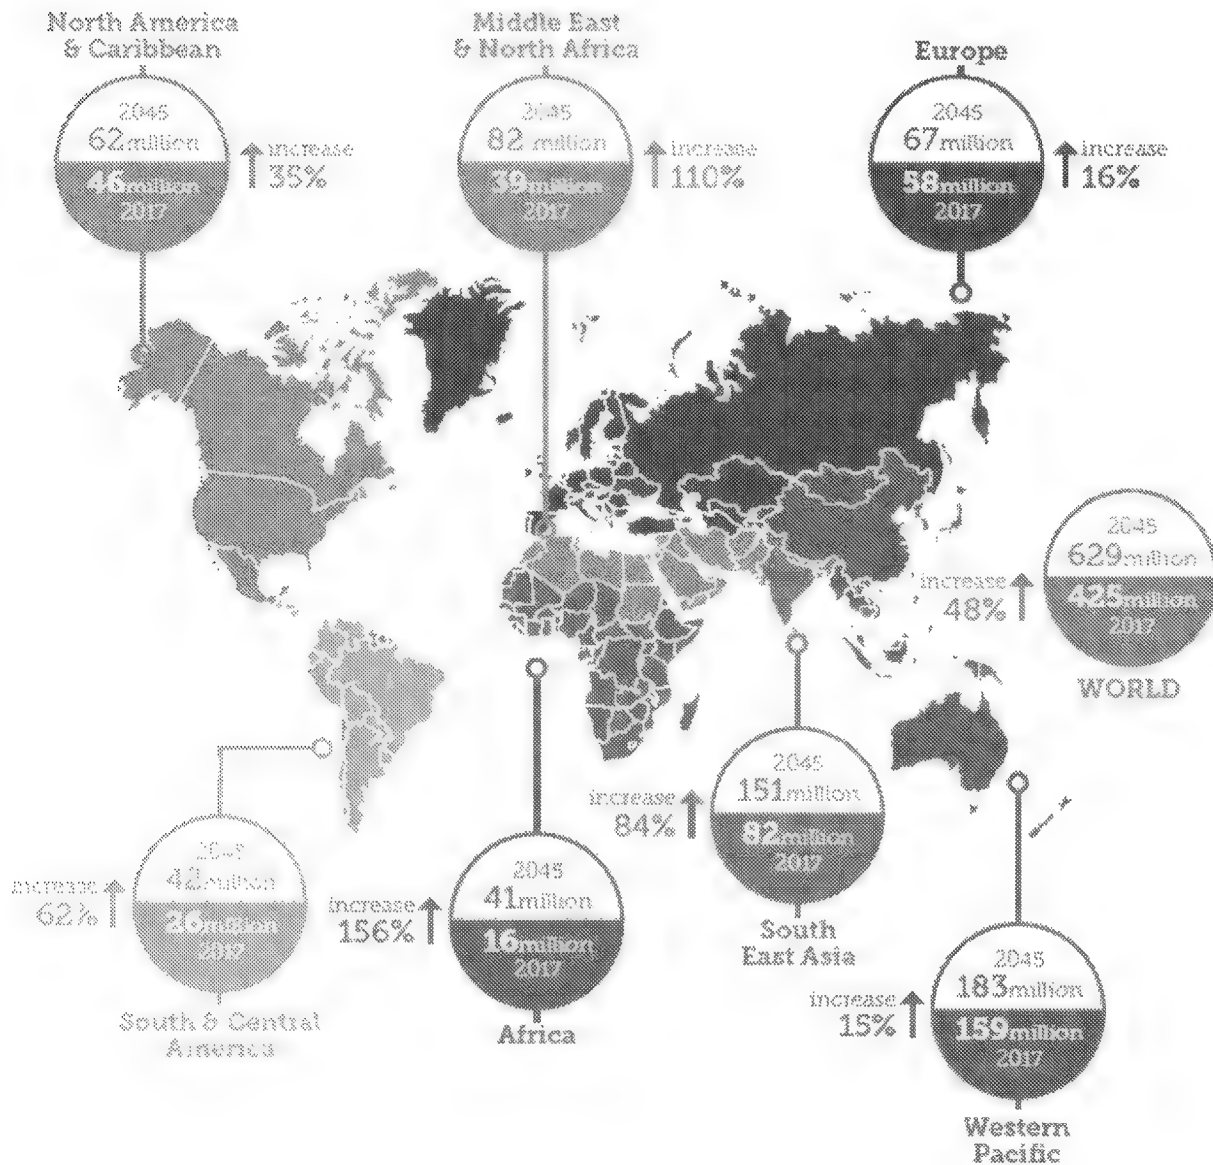 North America
& Caribbean
2045
62 million
46 million
2017
increase
35%
Middle East
& North Africa
2045
82 million
39 million
2017
increase
110%
Europe
2045
67 million
58 million
2017
increase
16%
2045
629 million
425 million
2017
increase
48%
WORLD
2045
42 million
26 million
2017
increase
62%
South & Central
America
2045
41 million
16 million
2017
increase
156%
Africa
2045
151 million
82 million
2017
increase
84%
South
East Asia
2045
183 million
159 million
2017
increase
15%
Western
Pacific